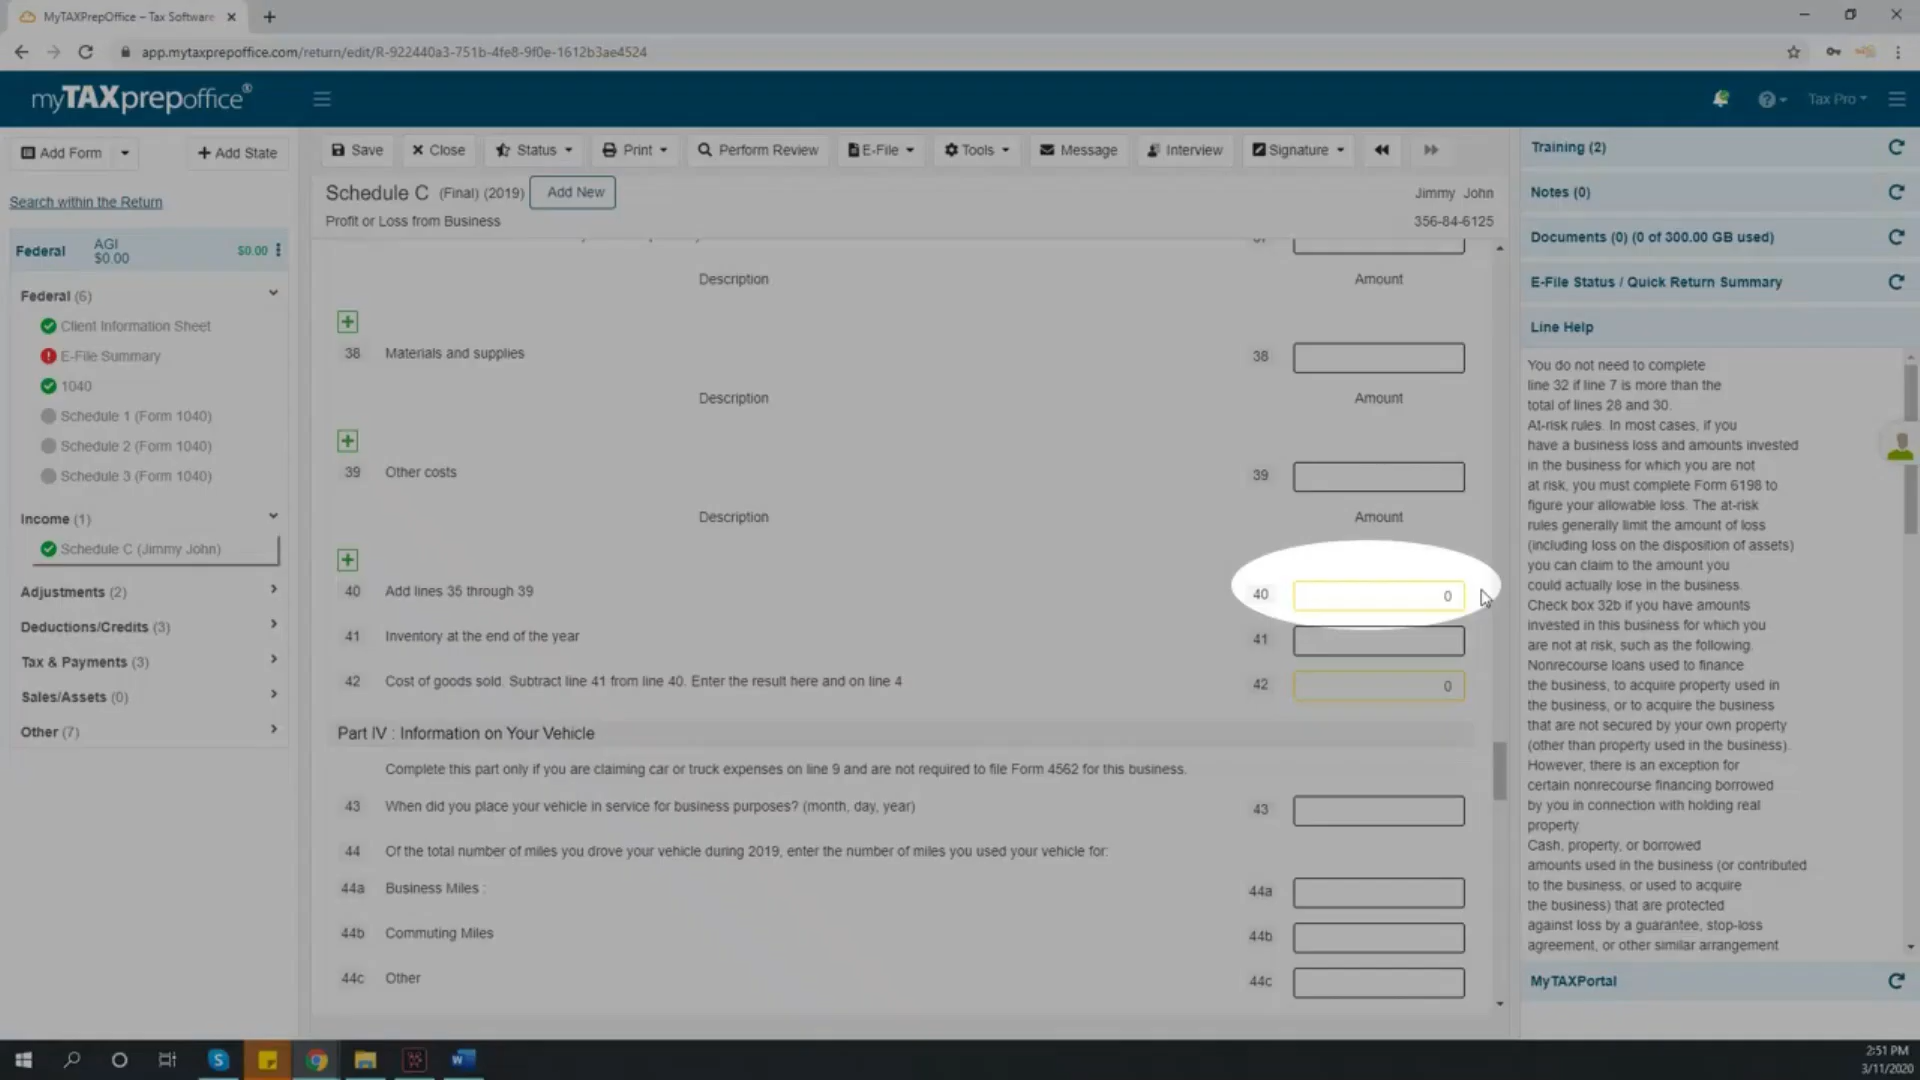 MyTAXPrepOffice – Tax Software
app.mytaxprepoffice.com/return/edit/R-922440a3-751b-4fe8-9f0e-1612b3ae4524
myTAXprepoffice®
Tax Pro
Add Form
+ Add State
Save
Close
Status
Print
Perform Review
E-File
Tools
Message
Interview
Signature
Search within the Return
Federal AGI $0.00 $0.00
Federal (6)
Client Information Sheet
E-File Summary
1040
Schedule 1 (Form 1040)
Schedule 2 (Form 1040)
Schedule 3 (Form 1040)
Income (1)
Schedule C (Jimmy John)
Adjustments (2)
Deductions/Credits (3)
Tax & Payments (3)
Sales/Assets (0)
Other (7)
Schedule C (Final) (2019) Add New
Jimmy John
Profit or Loss from Business
356-84-6125
Description Amount
38 Materials and supplies 38
Description Amount
39 Other costs 39
Description Amount
40 Add lines 35 through 39 40 0
41 Inventory at the end of the year 41
42 Cost of goods sold. Subtract line 41 from line 40. Enter the result here and on line 4 42 0
Part IV : Information on Your Vehicle
Complete this part only if you are claiming car or truck expenses on line 9 and are not required to file Form 4562 for this business.
43 When did you place your vehicle in service for business purposes? (month, day, year) 43
44 Of the total number of miles you drove your vehicle during 2019, enter the number of miles you used your vehicle for:
44a Business Miles : 44a
44b Commuting Miles 44b
44c Other 44c
Training (2)
Notes (0)
Documents (0) (0 of 300.00 GB used)
E-File Status / Quick Return Summary
Line Help
You do not need to complete
line 32 if line 7 is more than the
total of lines 28 and 30.
At-risk rules. In most cases, if you
have a business loss and amounts invested
in the business for which you are not
at risk, you must complete Form 6198 to
figure your allowable loss. The at-risk
rules generally limit the amount of loss
(including loss on the disposition of assets)
you can claim to the amount you
could actually lose in the business.
Check box 32b if you have amounts
invested in this business for which you
are not at risk, such as the following.
Nonrecourse loans used to finance
the business, to acquire property used in
the business, or to acquire the business
that are not secured by your own property
(other than property used in the business).
However, there is an exception for
certain nonrecourse financing borrowed
by you in connection with holding real
property.
Cash, property, or borrowed
amounts used in the business (or contributed
to the business, or used to acquire
the business) that are protected
against loss by a guarantee, stop-loss
agreement, or other similar arrangement
MyTAXPortal
2:51 PM
3/11/2020